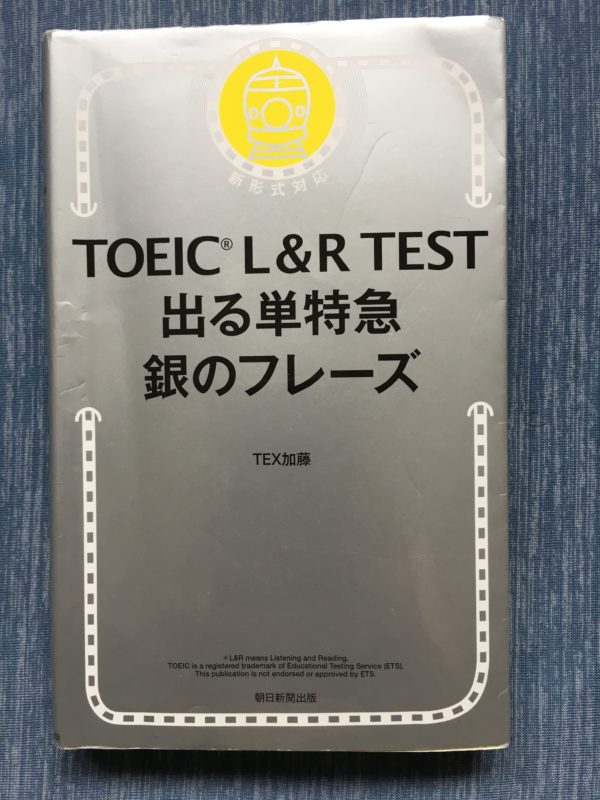 新形式対応
TOEIC® L&R TEST
出る単特急
銀のフレーズ
TEX加藤
® L&R means Listening and Reading.
TOEIC is a registered trademark of Educational Testing Service (ETS).
This publication is not endorsed or approved by ETS.
朝日新聞出版